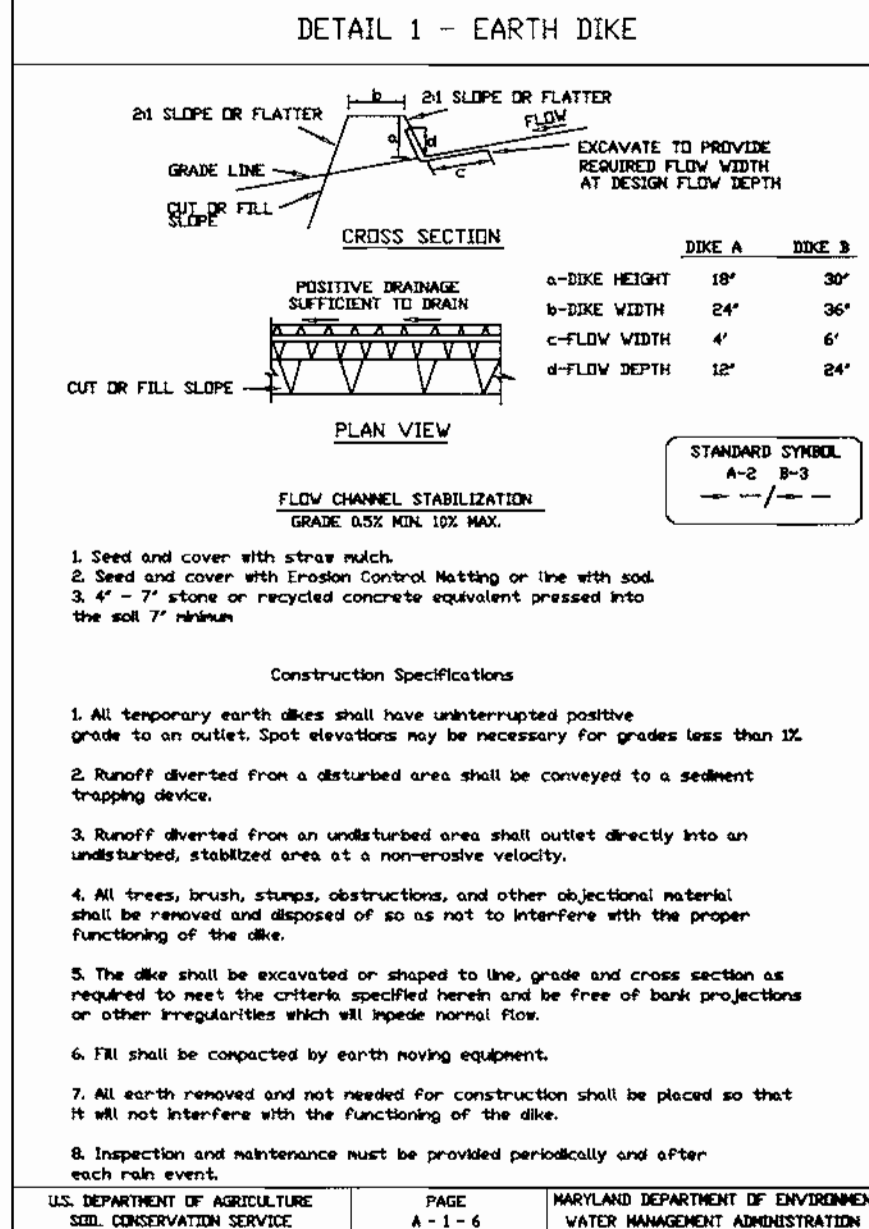 DETAIL 1 - EARTH DIKE
b
2:1 SLOPE OR FLATTER
2:1 SLOPE OR FLATTER
FLOW
a
d
EXCAVATE TO PROVIDE
REQUIRED FLOW WIDTH
AT DESIGN FLOW DEPTH
GRADE LINE
c
CUT OR FILL
SLOPE
CROSS SECTION
DIKE A DIKE B
a-DIKE HEIGHT 18" 30"
b-DIKE WIDTH 24" 36"
c-FLOW WIDTH 4' 6'
d-FLOW DEPTH 12" 24"
POSITIVE DRAINAGE
SUFFICIENT TO DRAIN
CUT OR FILL SLOPE
PLAN VIEW
STANDARD SYMBOL
A-2 B-3
FLOW CHANNEL STABILIZATION
GRADE 0.5% MIN. 10% MAX.
1. Seed and cover with straw mulch.
2. Seed and cover with Erosion Control Matting or line with sod.
3. 4" - 7" stone or recycled concrete equivalent pressed into
the soil 7" minimum
Construction Specifications
1. All temporary earth dikes shall have uninterrupted positive
grade to an outlet. Spot elevations may be necessary for grades less than 1%.
2. Runoff diverted from a disturbed area shall be conveyed to a sediment
trapping device.
3. Runoff diverted from an undisturbed area shall outlet directly into an
undisturbed, stabilized area at a non-erosive velocity.
4. All trees, brush, stumps, obstructions, and other objectional material
shall be removed and disposed of so as not to interfere with the proper
functioning of the dike.
5. The dike shall be excavated or shaped to line, grade and cross section as
required to meet the criteria specified herein and be free of bank projections
or other irregularities which will impede normal flow.
6. Fill shall be compacted by earth moving equipment.
7. All earth removed and not needed for construction shall be placed so that
it will not interfere with the functioning of the dike.
8. Inspection and maintenance must be provided periodically and after
each rain event.
U.S. DEPARTMENT OF AGRICULTURE
SOIL CONSERVATION SERVICE
PAGE
A - 1 - 6
MARYLAND DEPARTMENT OF ENVIRONMEN
WATER MANAGEMENT ADMINISTRATION